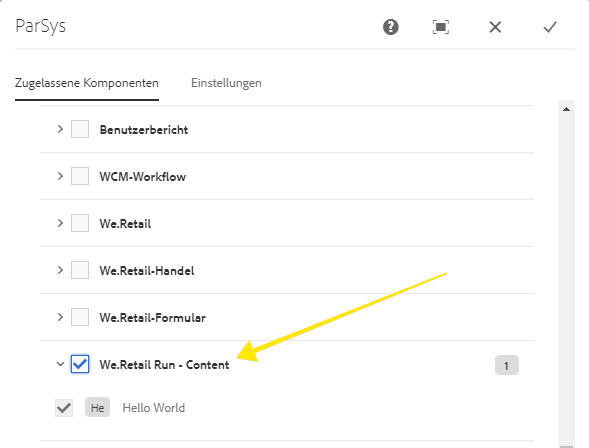 ParSys
Zugelassene Komponenten Einstellungen
Benutzerbericht
WCM-Workflow
We.Retail
We.Retail-Handel
We.Retail-Formular
We.Retail Run - Content 1
He Hello World